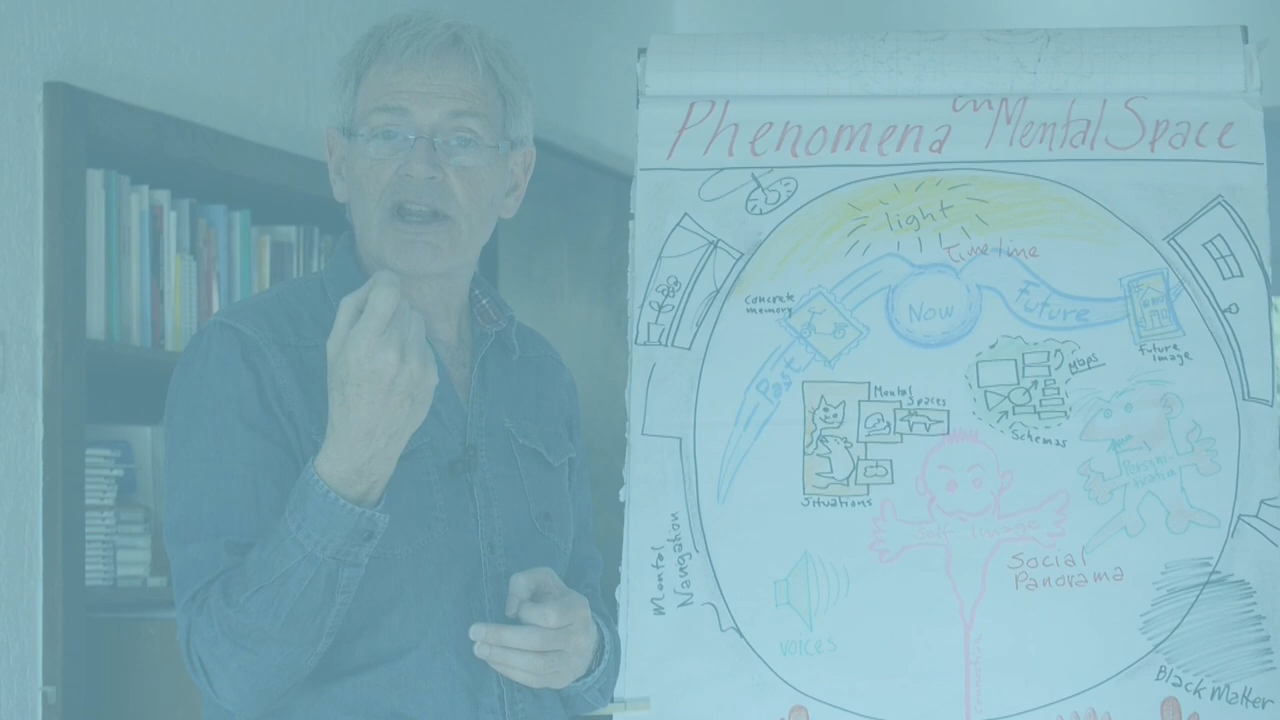 Phenomena in Mental Space
light
Time line
Concrete
memory
Now
Future
Past
future
Image
Mental
Spaces
Maps
Schemas
Situations
self Image
Social
Panorama
Mental
Navigation
voices
Black Matter